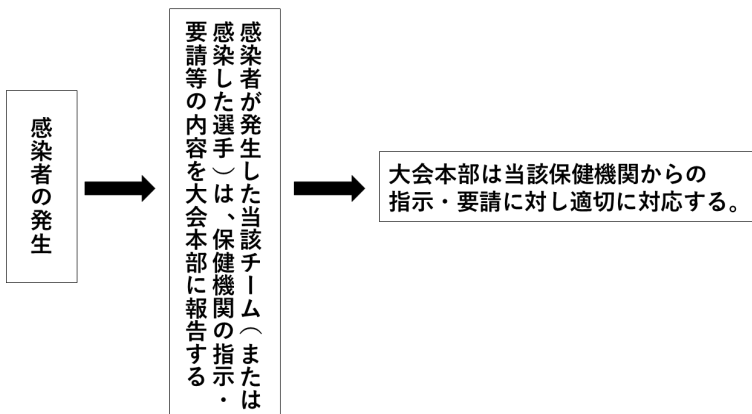 感染者の発生
感染者が発生した当該チーム（または
感染した選手）は、保健機関の指示・
要請等の内容を大会本部に報告する
大会本部は当該保健機関からの
指示・要請に対し適切に対応する。